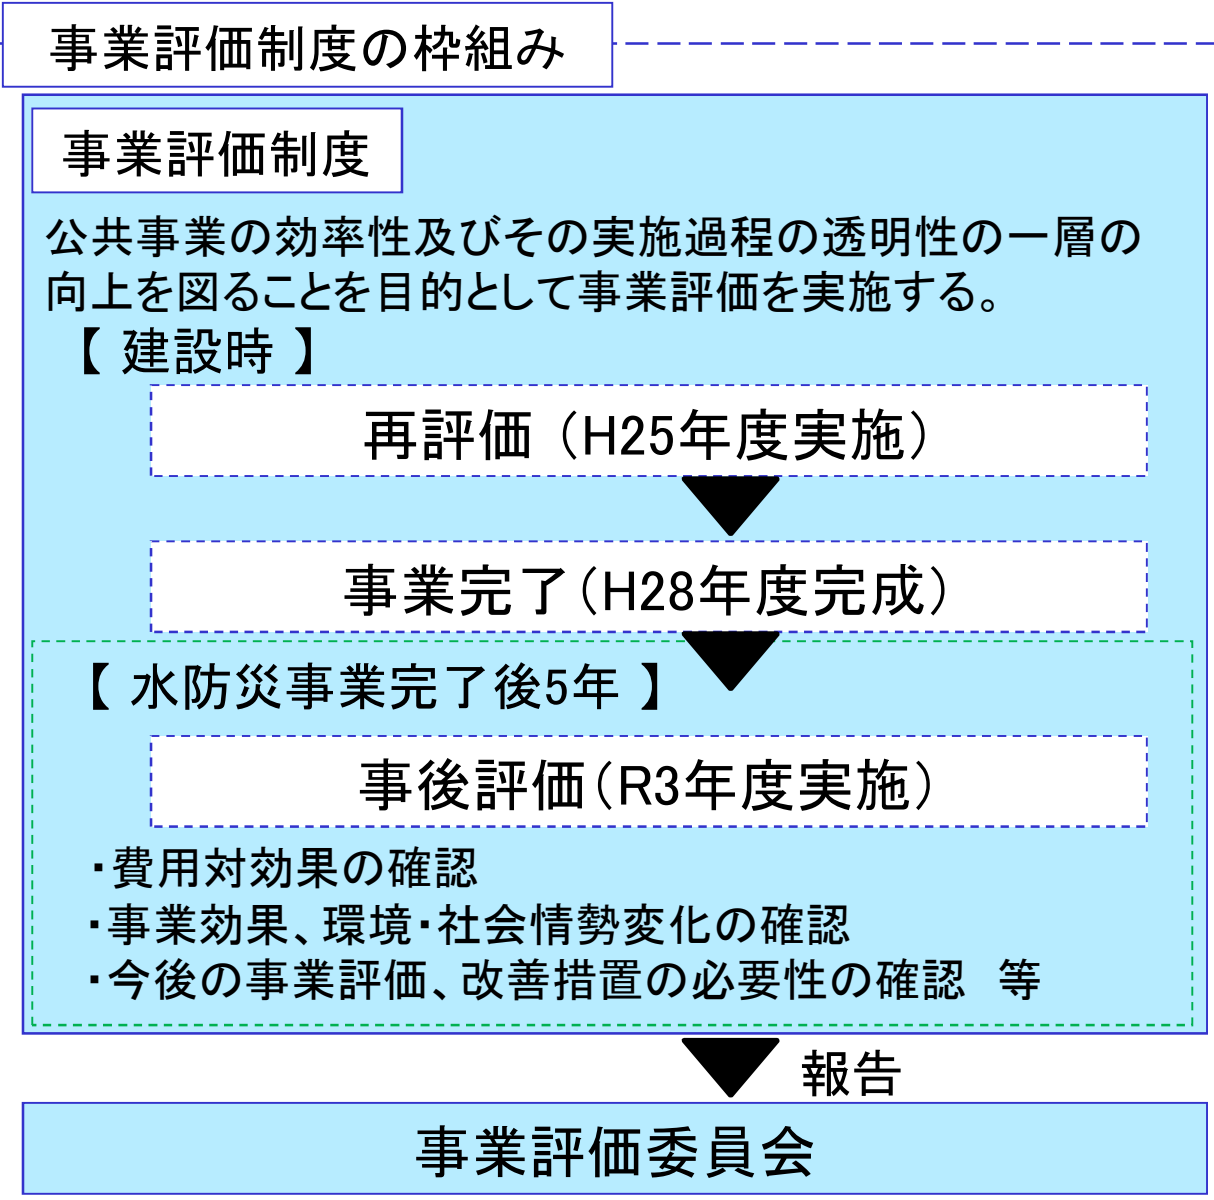 事業評価制度の枠組み
事業評価制度
公共事業の効率性及びその実施過程の透明性の一層の
向上を図ることを目的として事業評価を実施する。
【 建設時 】
再評価（H25年度実施）
事業完了（H28年度完成）
【 水防災事業完了後5年 】
事後評価（R3年度実施）
・費用対効果の確認
・事業効果、環境・社会情勢変化の確認
・今後の事業評価、改善措置の必要性の確認　等
報告
事業評価委員会